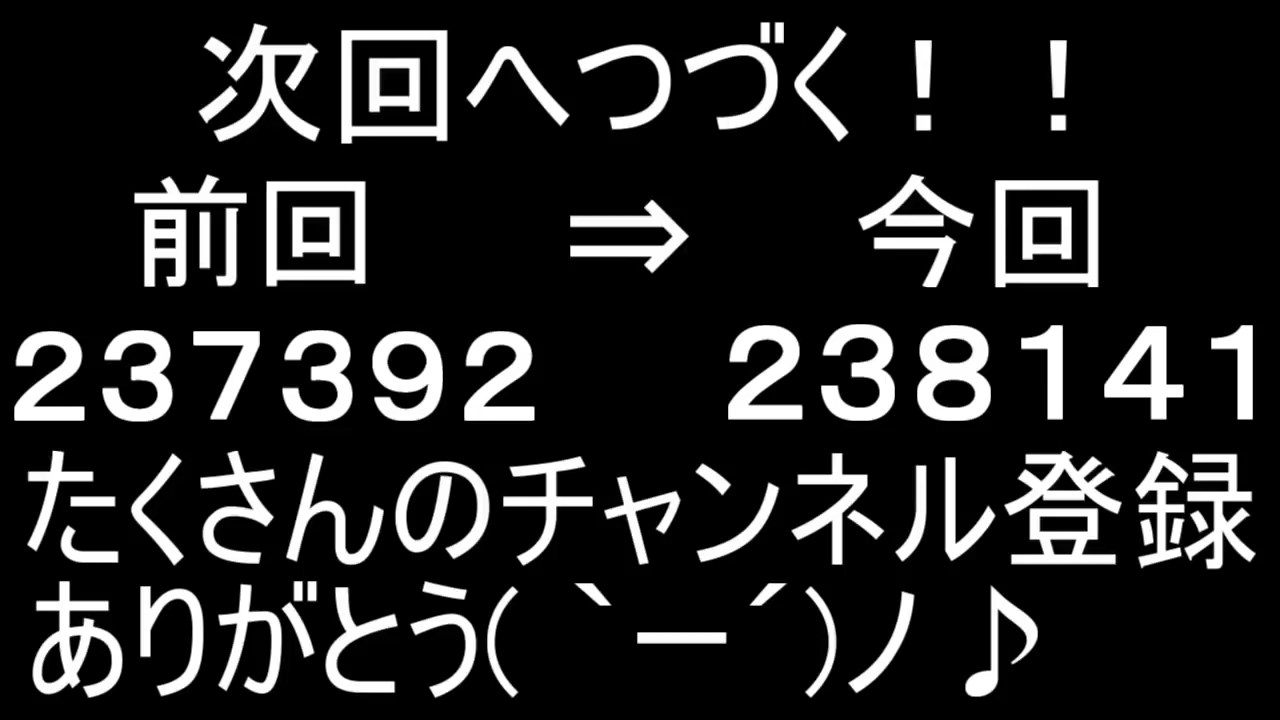 次回へつづく！！
前回　⇒　今回
２３７３９２　２３８１４１
たくさんのチャンネル登録
ありがとう(｀ー´)ノ♪